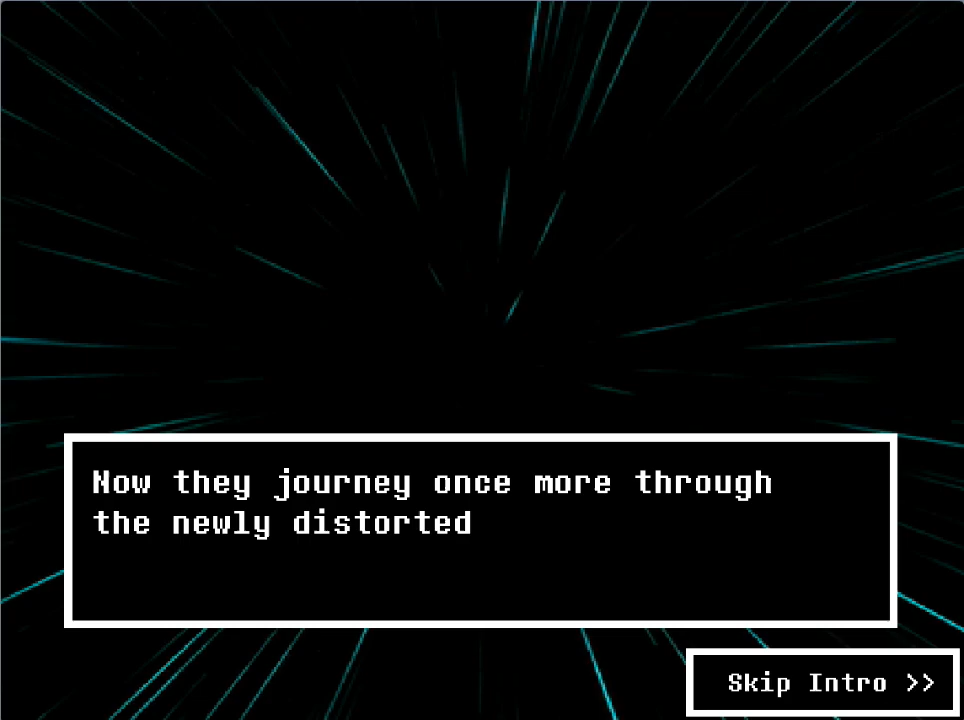 Now they journey once more through
the newly distorted
Skip Intro >>